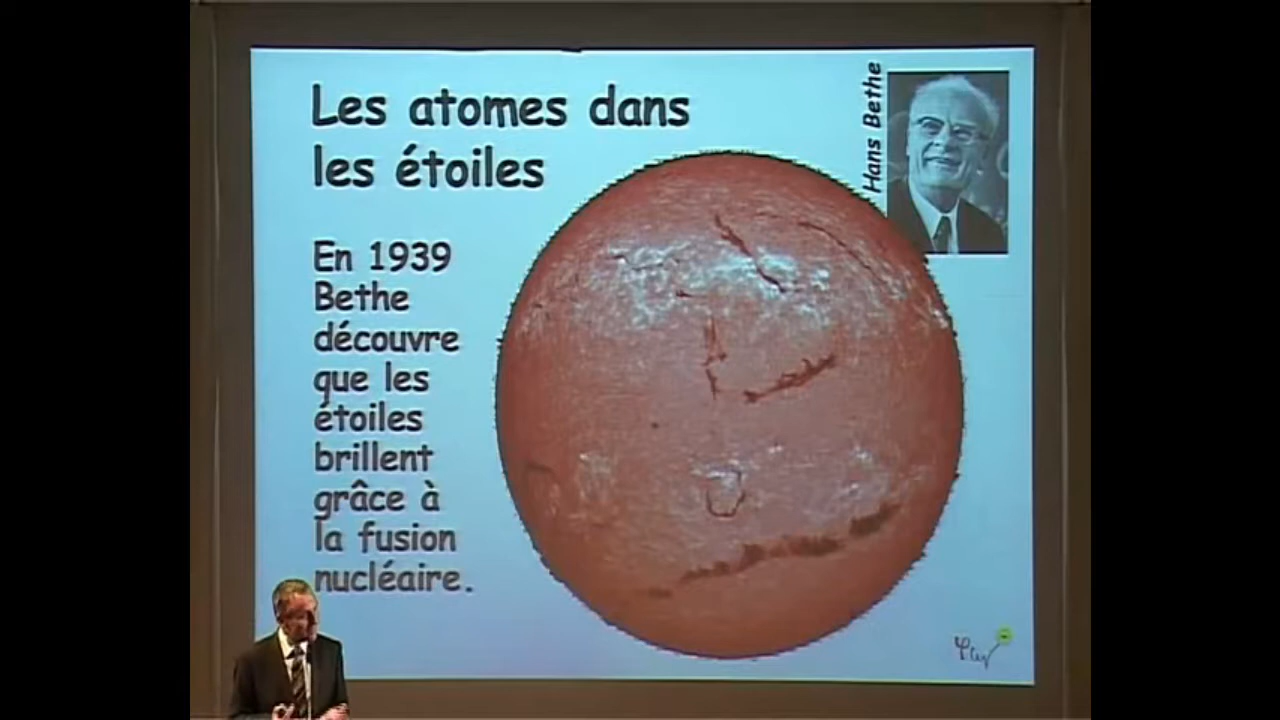 Les atomes dans
les étoiles
Hans Bethe
En 1939
Bethe
découvre
que les
étoiles
brillent
grâce à
la fusion
nucléaire.